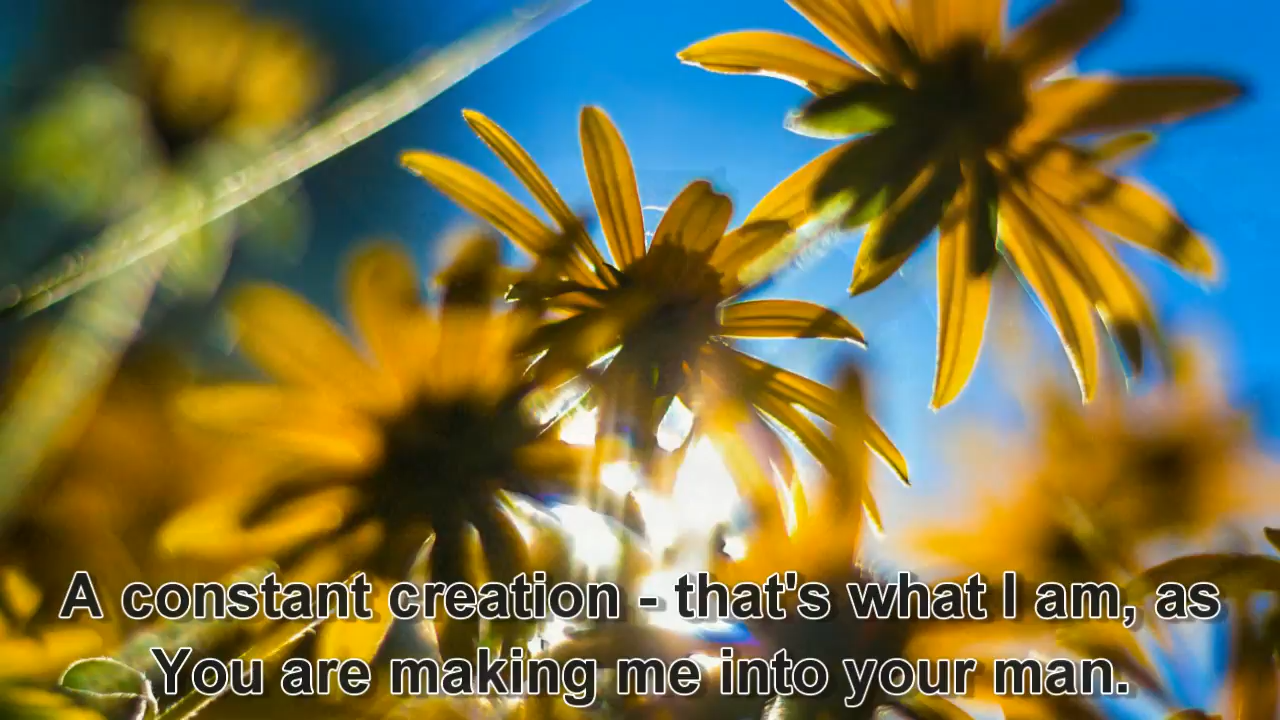 A constant creation - that's what I am, as
You are making me into your man.